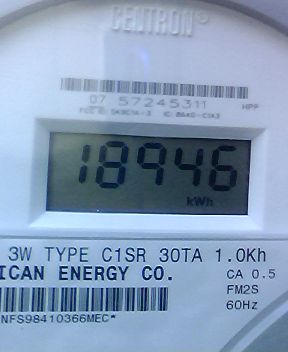 CENTRON®
07 57245311 HPP
18946
kWh
3W TYPE C1SR 30TA 1.0Kh
ICAN ENERGY CO. CA 0.5
FM2S
60Hz
NFS98410366MEC*